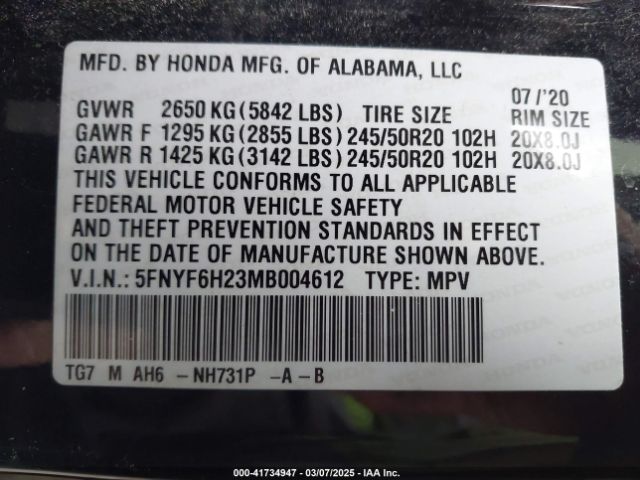 MFD. BY HONDA MFG. OF ALABAMA, LLC
07/'20
GVWR 2650 KG (5842 LBS) TIRE SIZE RIM SIZE
GAWR F 1295 KG (2855 LBS) 245/50R20 102H 20X8.0J
GAWR R 1425 KG (3142 LBS) 245/50R20 102H 20X8.0J
THIS VEHICLE CONFORMS TO ALL APPLICABLE
FEDERAL MOTOR VEHICLE SAFETY
AND THEFT PREVENTION STANDARDS IN EFFECT
ON THE DATE OF MANUFACTURE SHOWN ABOVE.
V.I.N.: 5FNYF6H23MB004612 TYPE: MPV
TG7 M AH6 - NH731P - A - B
000-41734947 - 03/07/2025 - IAA Inc.